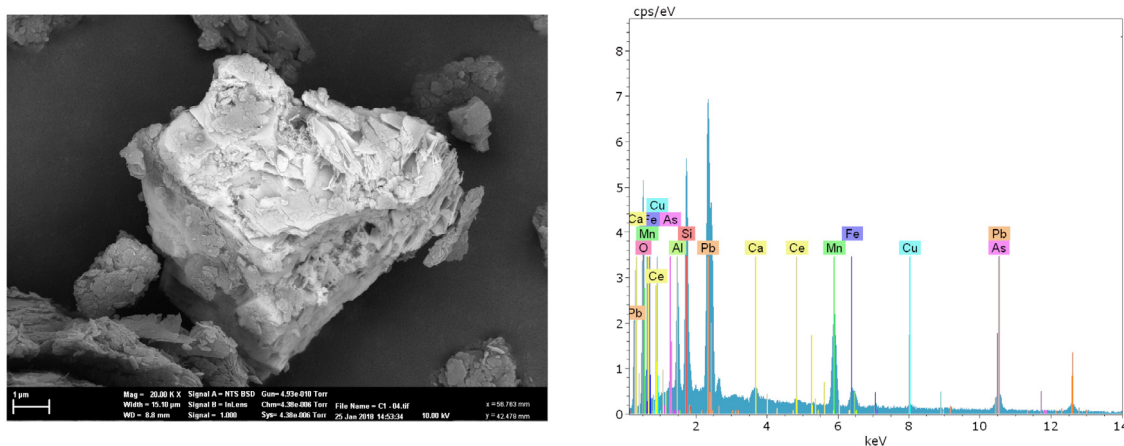 1 µm
Mag = 20.00 K X Signal A = NTS BSD Gun= 4.93e-010 Torr
Width = 15.10 µm Signal B = InLens Chm=4.38e-006 Torr
WD = 8.8 mm Signal = 1.000 Sys= 4.38e-006 Torr
File Name = C1 - 04.tif
25 Jan 2018 14:53:34 10.00 kV
x = 56.763 mm
y = 42.478 mm
cps/eV
8
7
6
5
4
3
2
1
0
Cu
Ca Fe As Fe
Mn Si Pb
O Al Pb Ca Ce Mn Cu As
Ce
Pb
2 4 6 8 10 12 14
keV